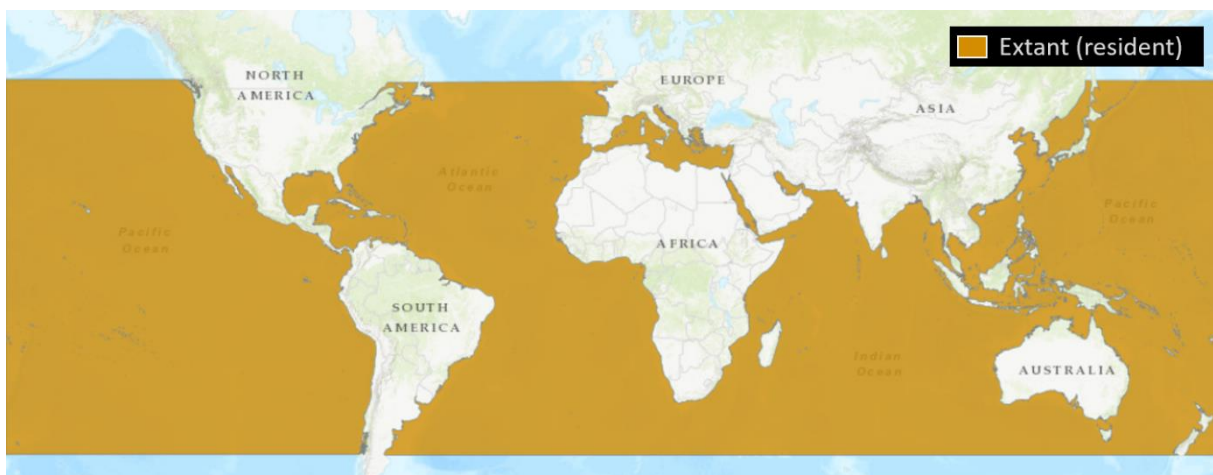 Extant (resident)
NORTH
AMERICA
EUROPE
ASIA
Atlantic
Ocean
Pacific
Ocean
Pacific
Ocean
AFRICA
SOUTH
AMERICA
Indian
Ocean
AUSTRALIA